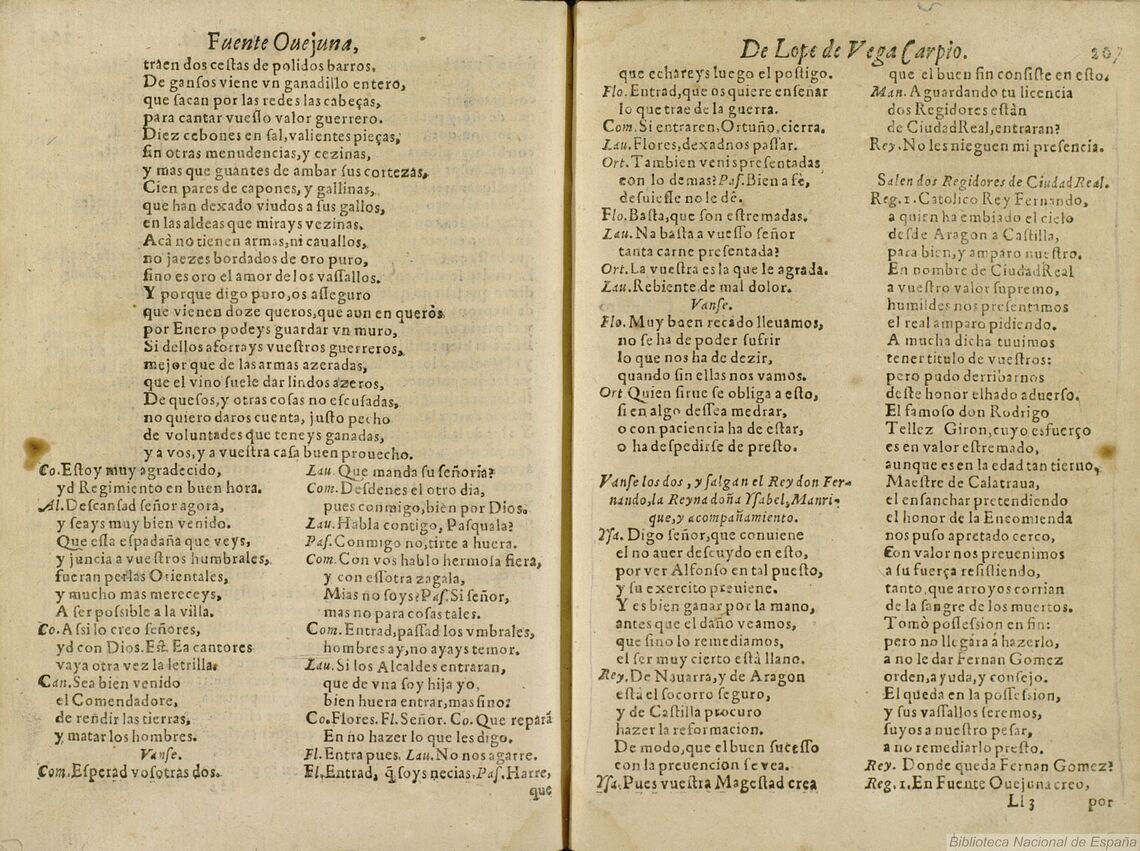 Fuente Ouejuna,
tràen dos cestas de polidos barros,
De gansos viene vn ganadillo entero,
que sacan por las redes las cabeças,
para cantar vuesso valor guerrero.
Diez cebones en sal, valientes pieças,
sin otras menudencias, y cezinas,
y mas que guantes de ambar sus cortezas,
Cien pares de capones, y gallinas,
que han dexado viudos a sus gallos,
en las aldeas que mirays vezinas.
Acà no tienen armas, ni cauallos,
no jaezes bordados de oro puro,
sino es oro el amor de los vassallos.
Y porque digo puro, os asseguro
que vienen doze queros, que aun en queros
por Enero podeys guardar vn muro,
Si dellos aforrays vuestros guerreros,
mejor que de las armas azeradas,
que el vino suele dar lindos azeros,
De quesos, y otras cosas no escusadas,
no quiero daros cuenta, justo pecho
de voluntades que teneys ganadas,
y a vos, y a vuestra casa buen prouecho.
Co. Estoy muy agradecido,
yd Regimiento en buen hora.
Al. Descansad señor agora,
y seays muy bien venido.
Que esta espadaña que veys,
y juncia a vuestros humbrales,
fueran perlas Orientales,
y mucho mas mereceys,
A ser possible a la villa.
Co. Assi lo creo señores,
yd con Dios. Est. Ea cantores
vaya otra vez la letrilla.
Can. Sea bien venido
el Comendadore,
de rendir las tierras,
y matar los hombres.
Vanse.
Com. Esperad vosotras dos.
Lau. Que manda su señoria?
Com. Desdenes el otro dia,
pues conmigo, bien por Dios.
Lau. Habla contigo, Pasquala?
Pas. Conmigo no, tirte a huera.
Com. Con vos hablo hermosa fiera,
y con essotra zagala,
Mias no soys? Pas. Si señor,
mas no para cosas tales.
Com. Entrad, passad los vmbrales,
hombres ay, no ayays temor.
Lau. Si los Alcaldes entraran,
que de vna soy hija yo,
bien huera entrar, mas sino?
Co. Flores. Fl. Señor. Co. Que repara
En no hazer lo que les digo.
Fl. Entra pues. Lau. No nos agarre.
Fl. Entrad, q̃ soys necias, Pas. Harre,
que
De Lope de Vega Carpio.
267
que echareys luego el postigo.
Flo. Entrad, que os quiere enseñar
lo que trae de la guerra.
Com. Si entraren, Ortuño, cierra.
Lau. Flores, dexadnos passar.
Ort. Tambien venis presentadas
con lo demas? Pas. Bien a fè,
desuiesse no le dè.
Flo. Basta, que son estremadas.
Lau. Na basta a vuesso señor
tanta carne presentada?
Ort. La vuestra es la que le agrada.
Lau. Rebiente de mal dolor.
Vanse.
Flo. Muy buen recado lleuamos,
no se ha de poder sufrir
lo que nos ha de dezir,
quando sin ellas nos vamos.
Ort Quien sirue se obliga a esto,
si en algo dessea medrar,
o con paciencia ha de estar,
o ha despedirse de presto.
Vanse los dos, y salgan el Rey don Fer-
nando, la Reyna doña Ysabel, Manri-
que, y acompañamiento.
Ysa. Digo señor, que conuiene
el no auer descuydo en esto,
por ver Alfonso en tal puesto,
y su exercito preuiene.
Y es bien ganar por la mano,
antes que el daño veamos,
que sino lo remediamos,
el ser muy cierto està llano.
Rey. De Nauarra, y de Aragon
està el socorro seguro,
y de Castilla procuro
hazer la reformacion.
De modo, que el buen sucesso
con la preuencion se vea.
Ysa. Pues vuestra Magestad crea
que el buen fin consiste en esto.
Man. Aguardando tu licencia
dos Regidores estàn
de Ciudad Real, entraran?
Rey. No les nieguen mi presencia.
Salen dos Regidores de Ciudad Real.
Reg. 1. Catolico Rey Fernando,
a quien ha embiado el cielo
desde Aragon a Castilla,
para bien, y amparo nuestro.
En nombre de Ciudad Real
a vuestro valor supremo,
humildes nos presentamos
el real amparo pidiendo.
A mucha dicha tuuimos
tener titulo de vuestros:
pero pudo derribarnos
deste honor el hado aduerso.
El famoso don Rodrigo
Tellez Giron, cuyo esfuerço
es en valor estremado,
aunque es en la edad tan tierno,
Maestre de Calatraua,
el ensanchar pretendiendo
el honor de la Encomienda
nos puso apretado cerco,
Con valor nos preuenimos
a su fuerça resistiendo,
tanto, que arroyos corrian
de la sangre de los muertos.
Tomò possession en fin:
pero no llegàra à hazerlo,
a no le dar Fernan Gomez
orden, ayuda, y consejo.
El queda en la possession,
y sus vassallos seremos,
suyos a nuestro pesar,
a no remediarlo presto.
Rey. Donde queda Fernan Gomez?
Reg. 1. En Fuente Ouejuna creo,
Ll 3 por
Biblioteca Nacional de España